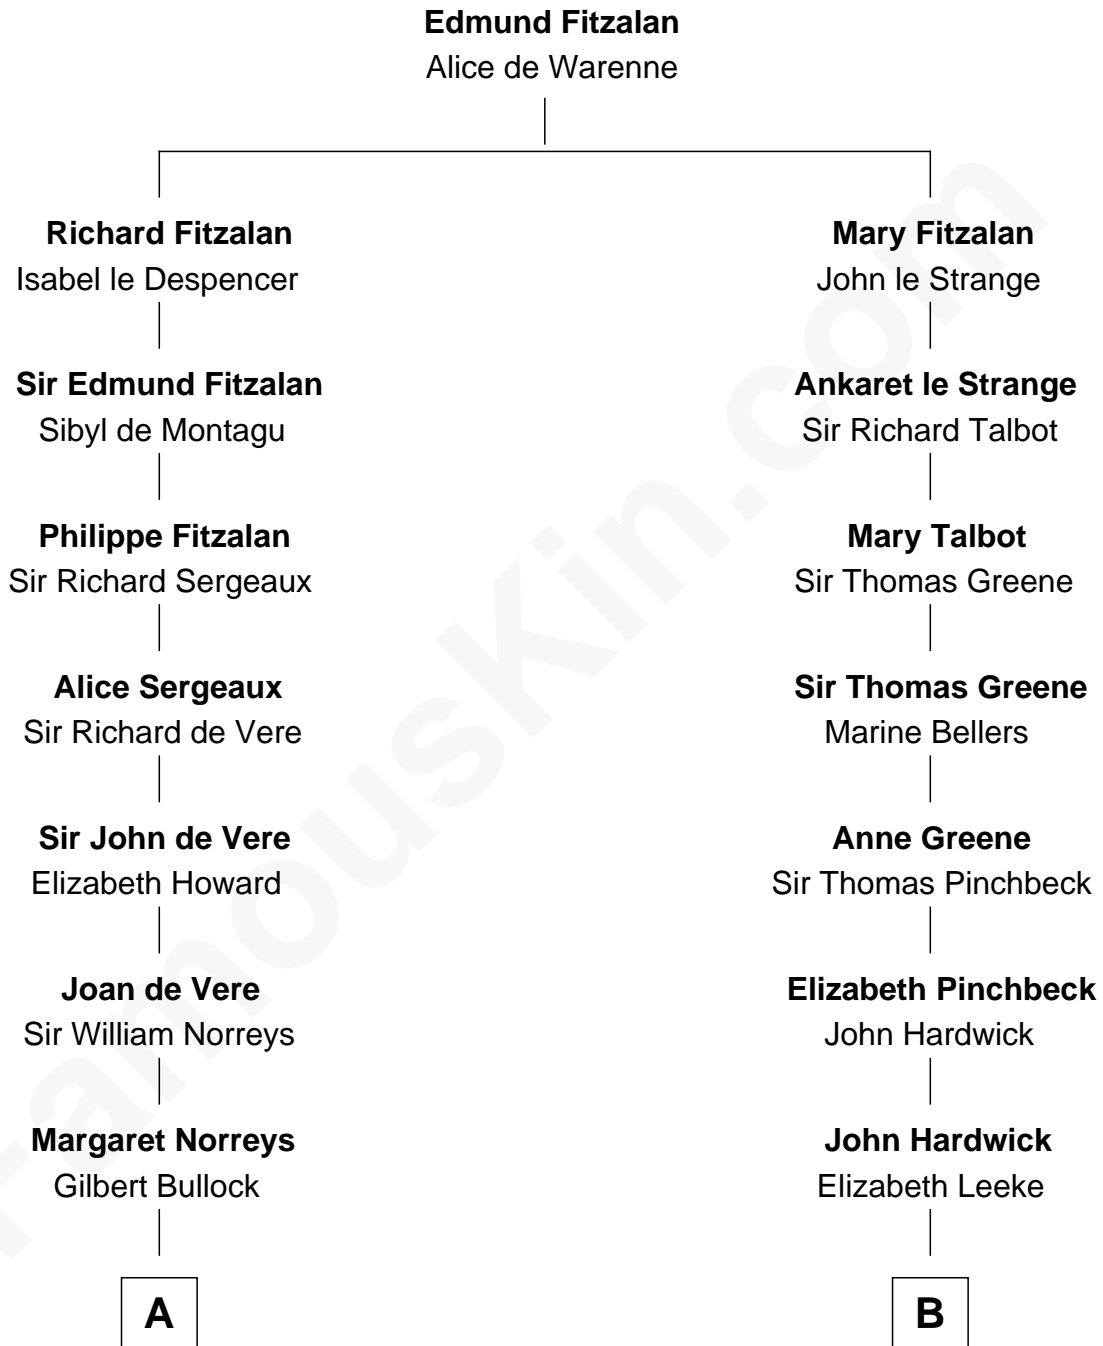 Edmund Fitzalan
Alice de Warenne
Richard Fitzalan
Isabel le Despencer
Mary Fitzalan
John le Strange
Sir Edmund Fitzalan
Sibyl de Montagu
Ankaret le Strange
Sir Richard Talbot
Philippe Fitzalan
Sir Richard Sergeaux
Mary Talbot
Sir Thomas Greene
Alice Sergeaux
Sir Richard de Vere
Sir Thomas Greene
Marine Bellers
Sir John de Vere
Elizabeth Howard
Anne Greene
Sir Thomas Pinchbeck
Joan de Vere
Sir William Norreys
Elizabeth Pinchbeck
John Hardwick
Margaret Norreys
Gilbert Bullock
John Hardwick
Elizabeth Leeke
A
B
FamousKin.com